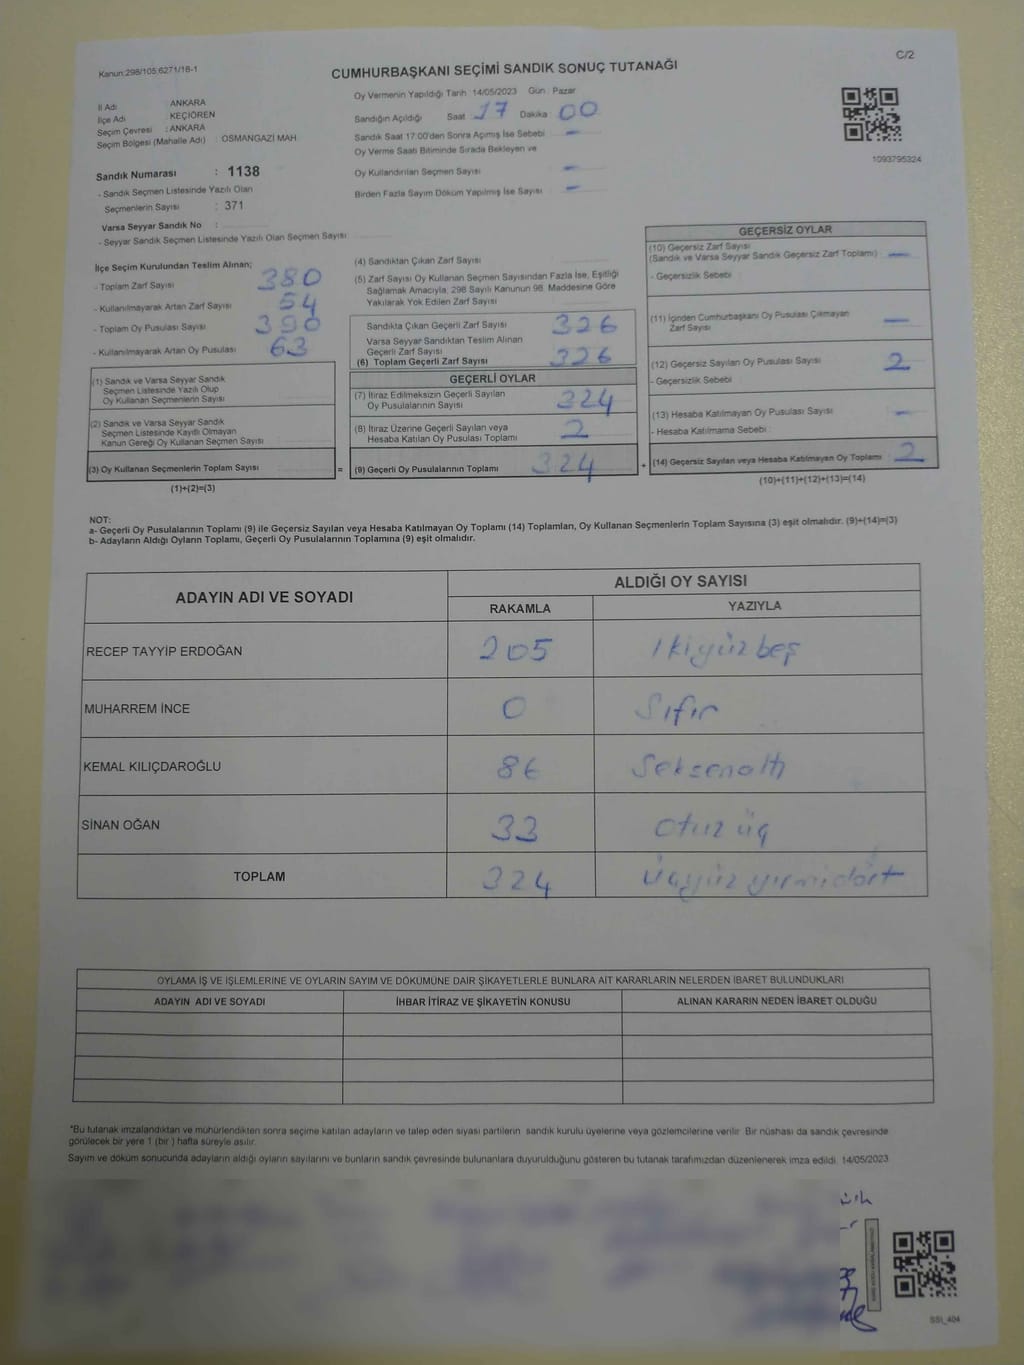 Kanun:298/105;6271/18-1
C/2
CUMHURBAŞKANI SEÇİMİ SANDIK SONUÇ TUTANAĞI
İl Adı ANKARA
İlçe Adı KEÇİÖREN
Seçim Çevresi : ANKARA
Seçim Bölgesi (Mahalle Adı) : OSMANGAZİ MAH.
Sandık Numarası : 1138
- Sandık Seçmen Listesinde Yazılı Olan
Seçmenlerin Sayısı : 371
Varsa Seyyar Sandık No :
- Seyyar Sandık Seçmen Listesinde Yazılı Olan Seçmen Sayısı
Oy Vermenin Yapıldığı Tarih 14/05/2023 Gün : Pazar
Sandığın Açıldığı Saat 17 Dakika 00
Sandık Saat 17:00'den Sonra Açımış İse Sebebi –
Oy Verme Saati Bitiminde Sırada Bekleyen ve
Oy Kullandırılan Seçmen Sayısı –
Birden Fazla Sayım Döküm Yapılmış İse Sayısı –
1093795324
İlçe Seçim Kurulundan Teslim Alınan;
- Toplam Zarf Sayısı 380
- Kullanılmayarak Artan Zarf Sayısı 54
- Toplam Oy Pusulası Sayısı 390
- Kullanılmayarak Artan Oy Pusulası 63
(1) Sandık ve Varsa Seyyar Sandık
Seçmen Listesinde Yazılı Olup
Oy Kullanan Seçmenlerin Sayısı
(2) Sandık ve Varsa Seyyar Sandık
Seçmen Listesinde Kayıtlı Olmayan
Kanun Gereği Oy Kullanan Seçmen Sayısı
(3) Oy Kullanan Seçmenlerin Toplam Sayısı =
(1)+(2)=(3)
(4) Sandıktan Çıkan Zarf Sayısı
(5) Zarf Sayısı Oy Kullanan Seçmen Sayısından Fazla İse, Eşitliği
Sağlamak Amacıyla; 298 Sayılı Kanunun 98. Maddesine Göre
Yakılarak Yok Edilen Zarf Sayısı
Sandıkta Çıkan Geçerli Zarf Sayısı 326
Varsa Seyyar Sandıktan Teslim Alınan
Geçerli Zarf Sayısı
(6) Toplam Geçerli Zarf Sayısı 326
GEÇERLİ OYLAR
(7) İtiraz Edilmeksizin Geçerli Sayılan
Oy Pusulalarının Sayısı 324
(8) İtiraz Üzerine Geçerli Sayılan veya
Hesaba Katılan Oy Pusulası Toplamı 2
(9) Geçerli Oy Pusulalarının Toplamı 324 +
GEÇERSİZ OYLAR
(10) Geçersiz Zarf Sayısı
(Sandık ve Varsa Seyyar Sandık Geçersiz Zarf Toplamı) –
- Geçersizlik Sebebi
(11) İçinden Cumhurbaşkanı Oy Pusulası Çıkmayan
Zarf Sayısı –
(12) Geçersiz Sayılan Oy Pusulası Sayısı 2
- Geçersizlik Sebebi
(13) Hesaba Katılmayan Oy Pusulası Sayısı –
- Hesaba Katılmama Sebebi
(14) Geçersiz Sayılan veya Hesaba Katılmayan Oy Toplamı 2
(10)+(11)+(12)+(13)=(14)
NOT:
a- Geçerli Oy Pusulalarının Toplamı (9) ile Geçersiz Sayılan veya Hesaba Katılmayan Oy Toplamı (14) Toplamları, Oy Kullanan Seçmenlerin Toplam Sayısına (3) eşit olmalıdır. (9)+(14)=(3)
b- Adayların Aldığı Oyların Toplamı, Geçerli Oy Pusulalarının Toplamına (9) eşit olmalıdır.
ADAYIN ADI VE SOYADI
ALDIĞI OY SAYISI
RAKAMLA YAZIYLA
RECEP TAYYİP ERDOĞAN 205 İkiyüzbeş
MUHARREM İNCE 0 Sıfır
KEMAL KILIÇDAROĞLU 86 Seksenaltı
SİNAN OĞAN 33 Otuz üç
TOPLAM 324 üçyüz yirmidört
OYLAMA İŞ VE İŞLEMLERİNE VE OYLARIN SAYIM VE DÖKÜMÜNE DAİR ŞİKAYETLERLE BUNLARA AİT KARARLARIN NELERDEN İBARET BULUNDUKLARI
ADAYIN ADI VE SOYADI İHBAR İTİRAZ VE ŞİKAYETİN KONUSU ALINAN KARARIN NEDEN İBARET OLDUĞU
*Bu tutanak imzalandıktan ve mühürlendikten sonra seçime katılan adayların ve talep eden siyasi partilerin sandık kurulu üyelerine veya gözlemcilerine verilir. Bir nüshası da sandık çevresinde
görülecek bir yere 1 (bir ) hafta süreyle asılır.
Sayım ve döküm sonucunda adayların aldığı oyların sayılarını ve bunların sandık çevresinde bulunanlara duyurulduğunu gösteren bu tutanak tarafımızdan düzenlenerek imza edildi. 14/05/2023
SSI_404